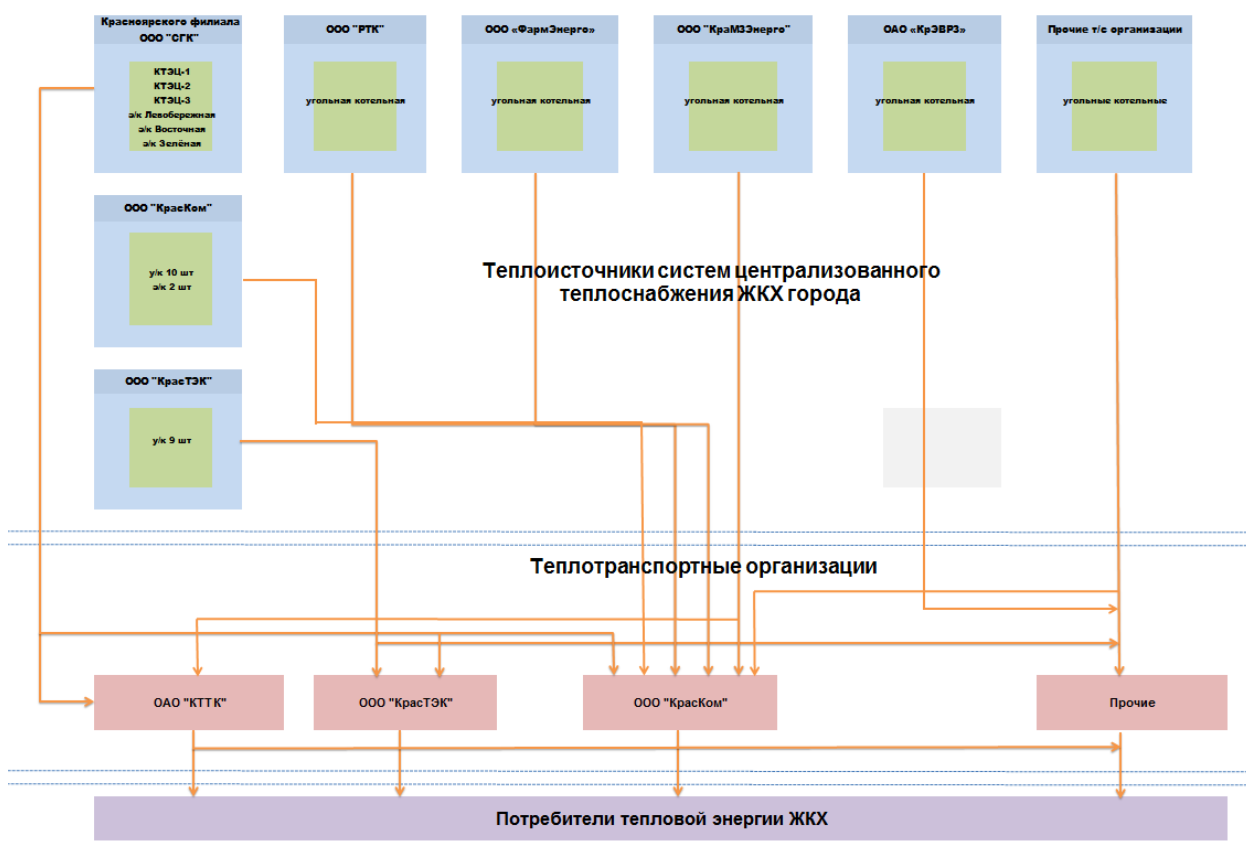 Красноярского филиала
ООО "СГК"
КТЭЦ-1
КТЭЦ-2
КТЭЦ-3
э/к Левобережная
э/к Восточная
э/к Зелёная
ООО "РТК"
угольная котельная
ООО «ФармЭнерго»
угольная котельная
ООО "КраМЗЭнерго"
угольная котельная
ОАО «КрЭВРЗ»
угольная котельная
Прочие т/с организации
угольные котельные
ООО "КрасКом"
у/к 10 шт
э/к 2 шт
Теплоисточники систем централизованного
теплоснабжения ЖКХ города
ООО "КрасТЭК"
у/к 9 шт
Теплотранспортные организации
ОАО "КТТК"
ООО "КрасТЭК"
ООО "КрасКом"
Прочие
Потребители тепловой энергии ЖКХ